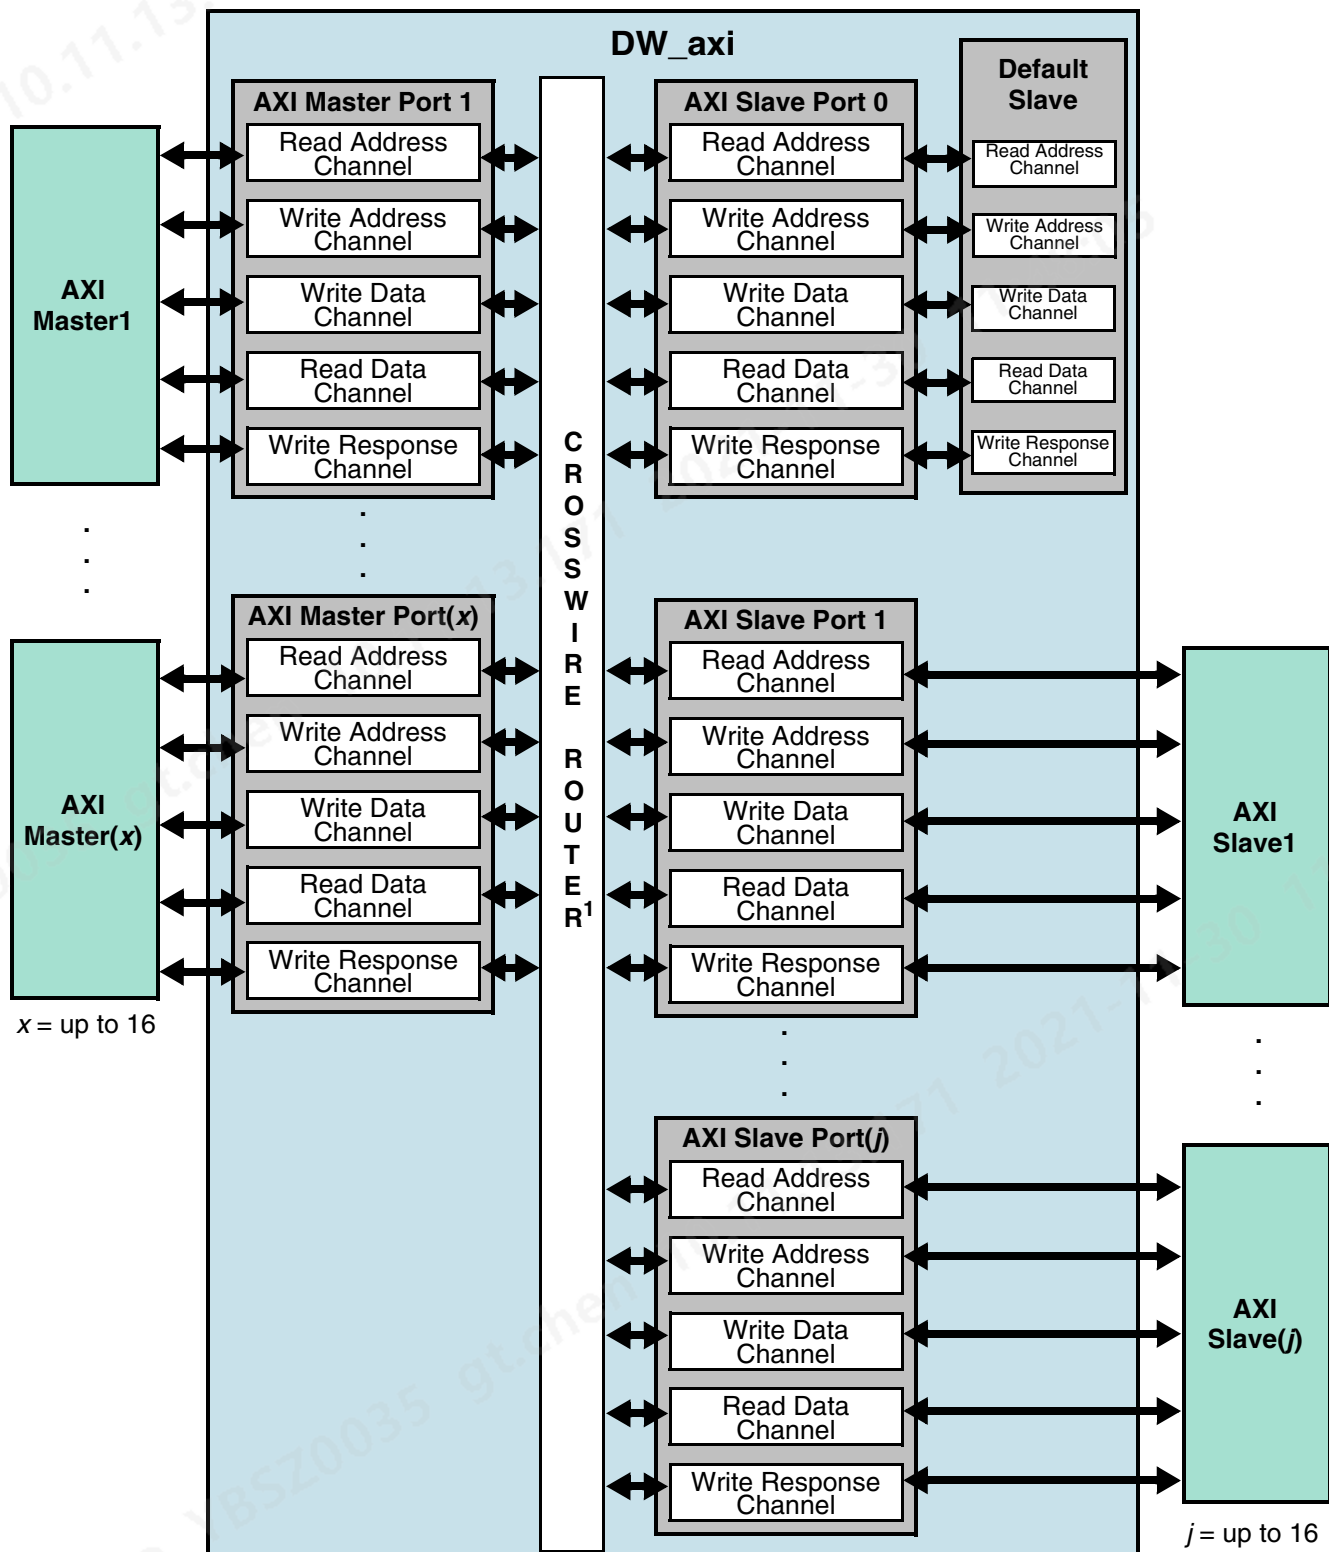 DW_axi
AXI Master Port 1
Read Address
Channel
Write Address
Channel
Write Data
Channel
Read Data
Channel
Write Response
Channel
AXI
Master1
AXI Slave Port 0
Read Address
Channel
Write Address
Channel
Write Data
Channel
Read Data
Channel
Write Response
Channel
Default
Slave
Read Address
Channel
Write Address
Channel
Write Data
Channel
Read Data
Channel
Write Response
Channel
CROSSWIRE ROUTER¹
AXI Master Port(x)
Read Address
Channel
Write Address
Channel
Write Data
Channel
Read Data
Channel
Write Response
Channel
AXI
Master(x)
x = up to 16
AXI Slave Port 1
Read Address
Channel
Write Address
Channel
Write Data
Channel
Read Data
Channel
Write Response
Channel
AXI
Slave1
AXI Slave Port(j)
Read Address
Channel
Write Address
Channel
Write Data
Channel
Read Data
Channel
Write Response
Channel
AXI
Slave(j)
j = up to 16